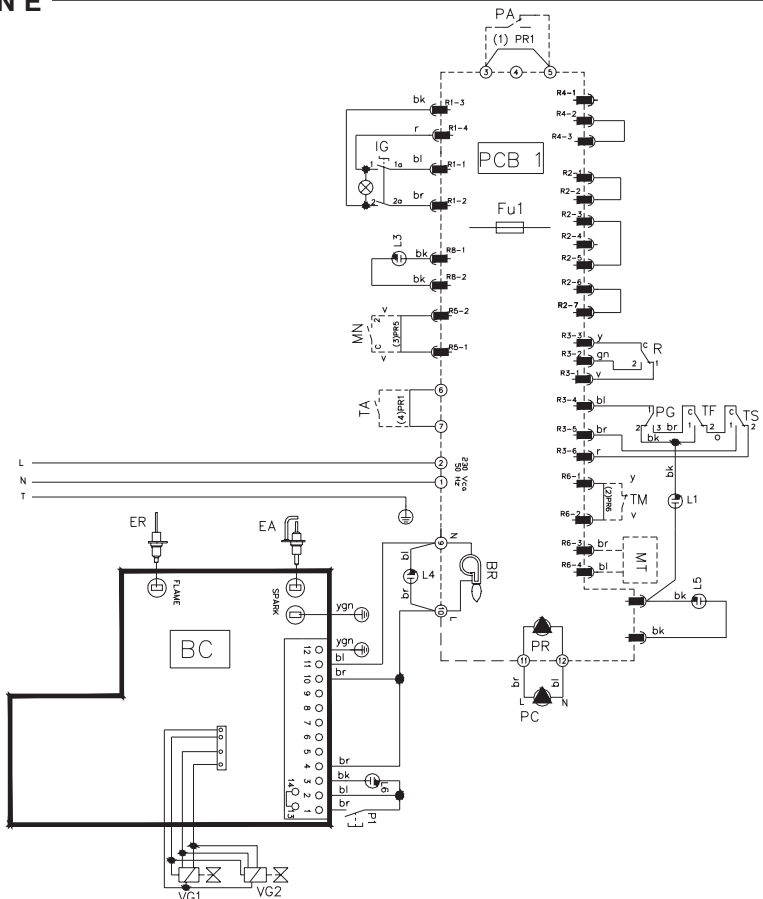 N E
PA
(1) PR1
3 4 5
bk R1-3
r R1-4
IG
1 1a bl R1-1
2 2a br R1-2
PCB 1
Fu1
L3
bk R8-1
bk R8-2
MN
2 v R5-2
(3)PR5
C v R5-1
TA
(4)PR1
6
7
R4-1
R4-2
R4-3
R2-1
R2-2
R2-3
R2-4
R2-5
R2-6
R2-7
R3-3 y
R3-2 gn
R3-1 v
C R
2 1
R3-4 bl
R3-5 br
R3-6 r
1 PG C TF C TS
2 3 br 1 2 1 2
bk o
bk
L1
R6-1 y
(2)PR6 TM
R6-2 v
R6-3 br
R6-4 bl
MT
bk L5
bk
L 2
N 1
T
230 Vca
50 Hz
ER
EA
FLAME
SPARK
BC
ygn
ygn
12
11 bl
10 br
9
8
7
6
5
4 br
3 bk L6
2 bl
1 br
14
13
P1
9 N
bl
L4
br
10 L
BR
PR
11 12
br bl
L N
PC
VG1 VG2